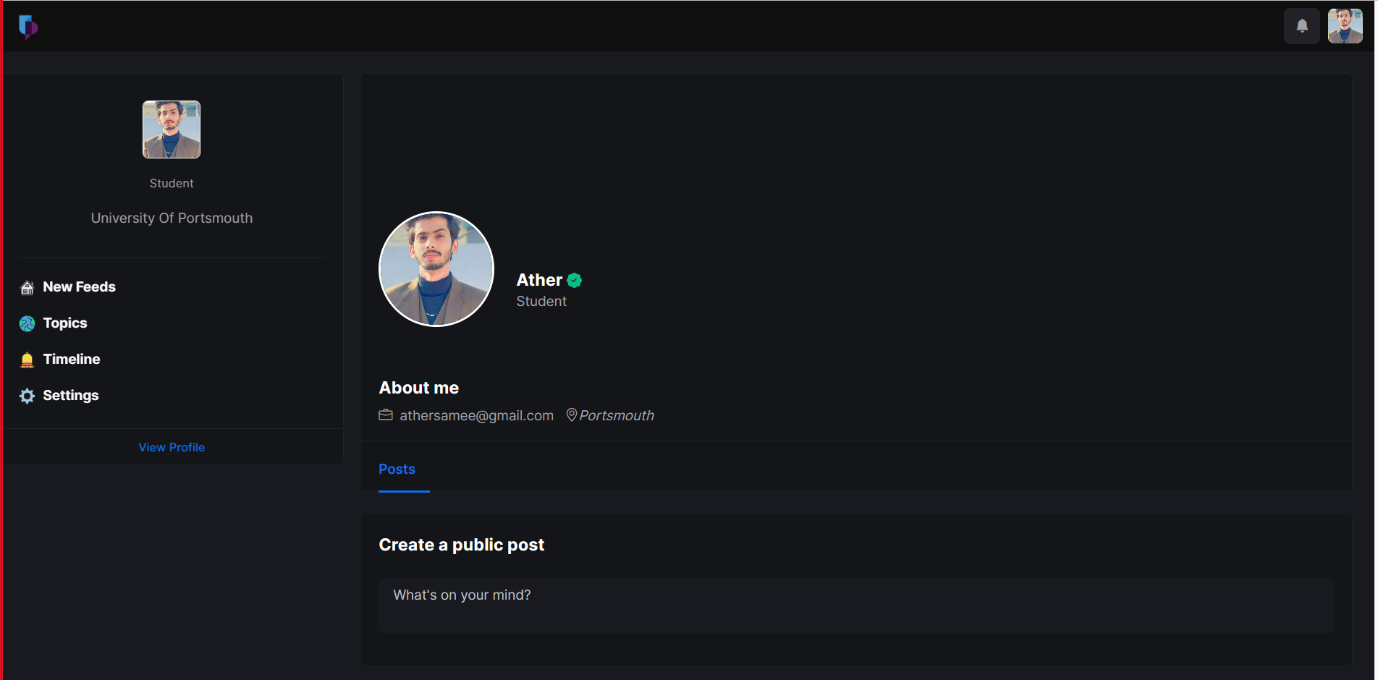 Student
University Of Portsmouth
New Feeds
Topics
Timeline
Settings
View Profile
Ather
Student
About me
athersamee@gmail.com Portsmouth
Posts
Create a public post
What's on your mind?